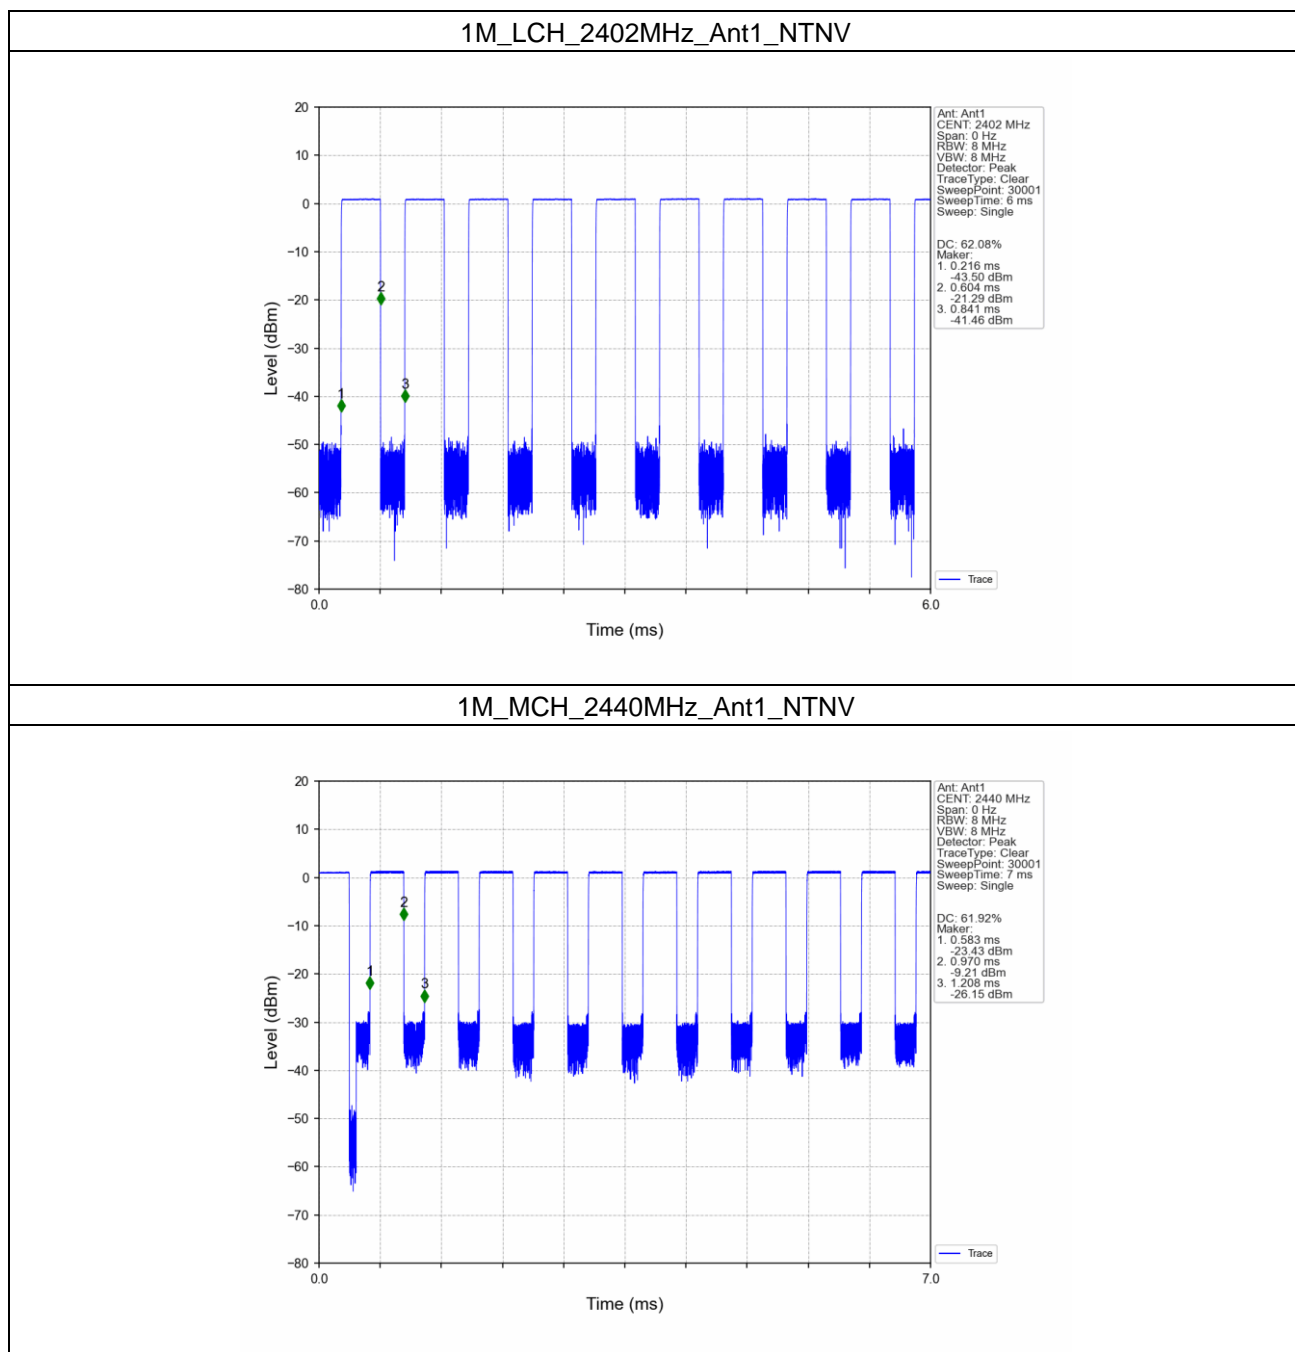 1M_LCH_2402MHz_Ant1_NTNV
20
10
0
−10
−20
−30
−40
−50
−60
−70
−80
Level (dBm)
1
2
3
0.0
6.0
Time (ms)
Ant: Ant1
CENT: 2402 MHz
Span: 0 Hz
RBW: 8 MHz
VBW: 8 MHz
Detector: Peak
TraceType: Clear
SweepPoint: 30001
SweepTime: 6 ms
Sweep: Single
DC: 62.08%
Maker:
1. 0.216 ms
-43.50 dBm
2. 0.604 ms
-21.29 dBm
3. 0.841 ms
-41.46 dBm
Trace
1M_MCH_2440MHz_Ant1_NTNV
20
10
0
−10
−20
−30
−40
−50
−60
−70
−80
Level (dBm)
1
2
3
0.0
7.0
Time (ms)
Ant: Ant1
CENT: 2440 MHz
Span: 0 Hz
RBW: 8 MHz
VBW: 8 MHz
Detector: Peak
TraceType: Clear
SweepPoint: 30001
SweepTime: 7 ms
Sweep: Single
DC: 61.92%
Maker:
1. 0.583 ms
-23.43 dBm
2. 0.970 ms
-9.21 dBm
3. 1.208 ms
-26.15 dBm
Trace